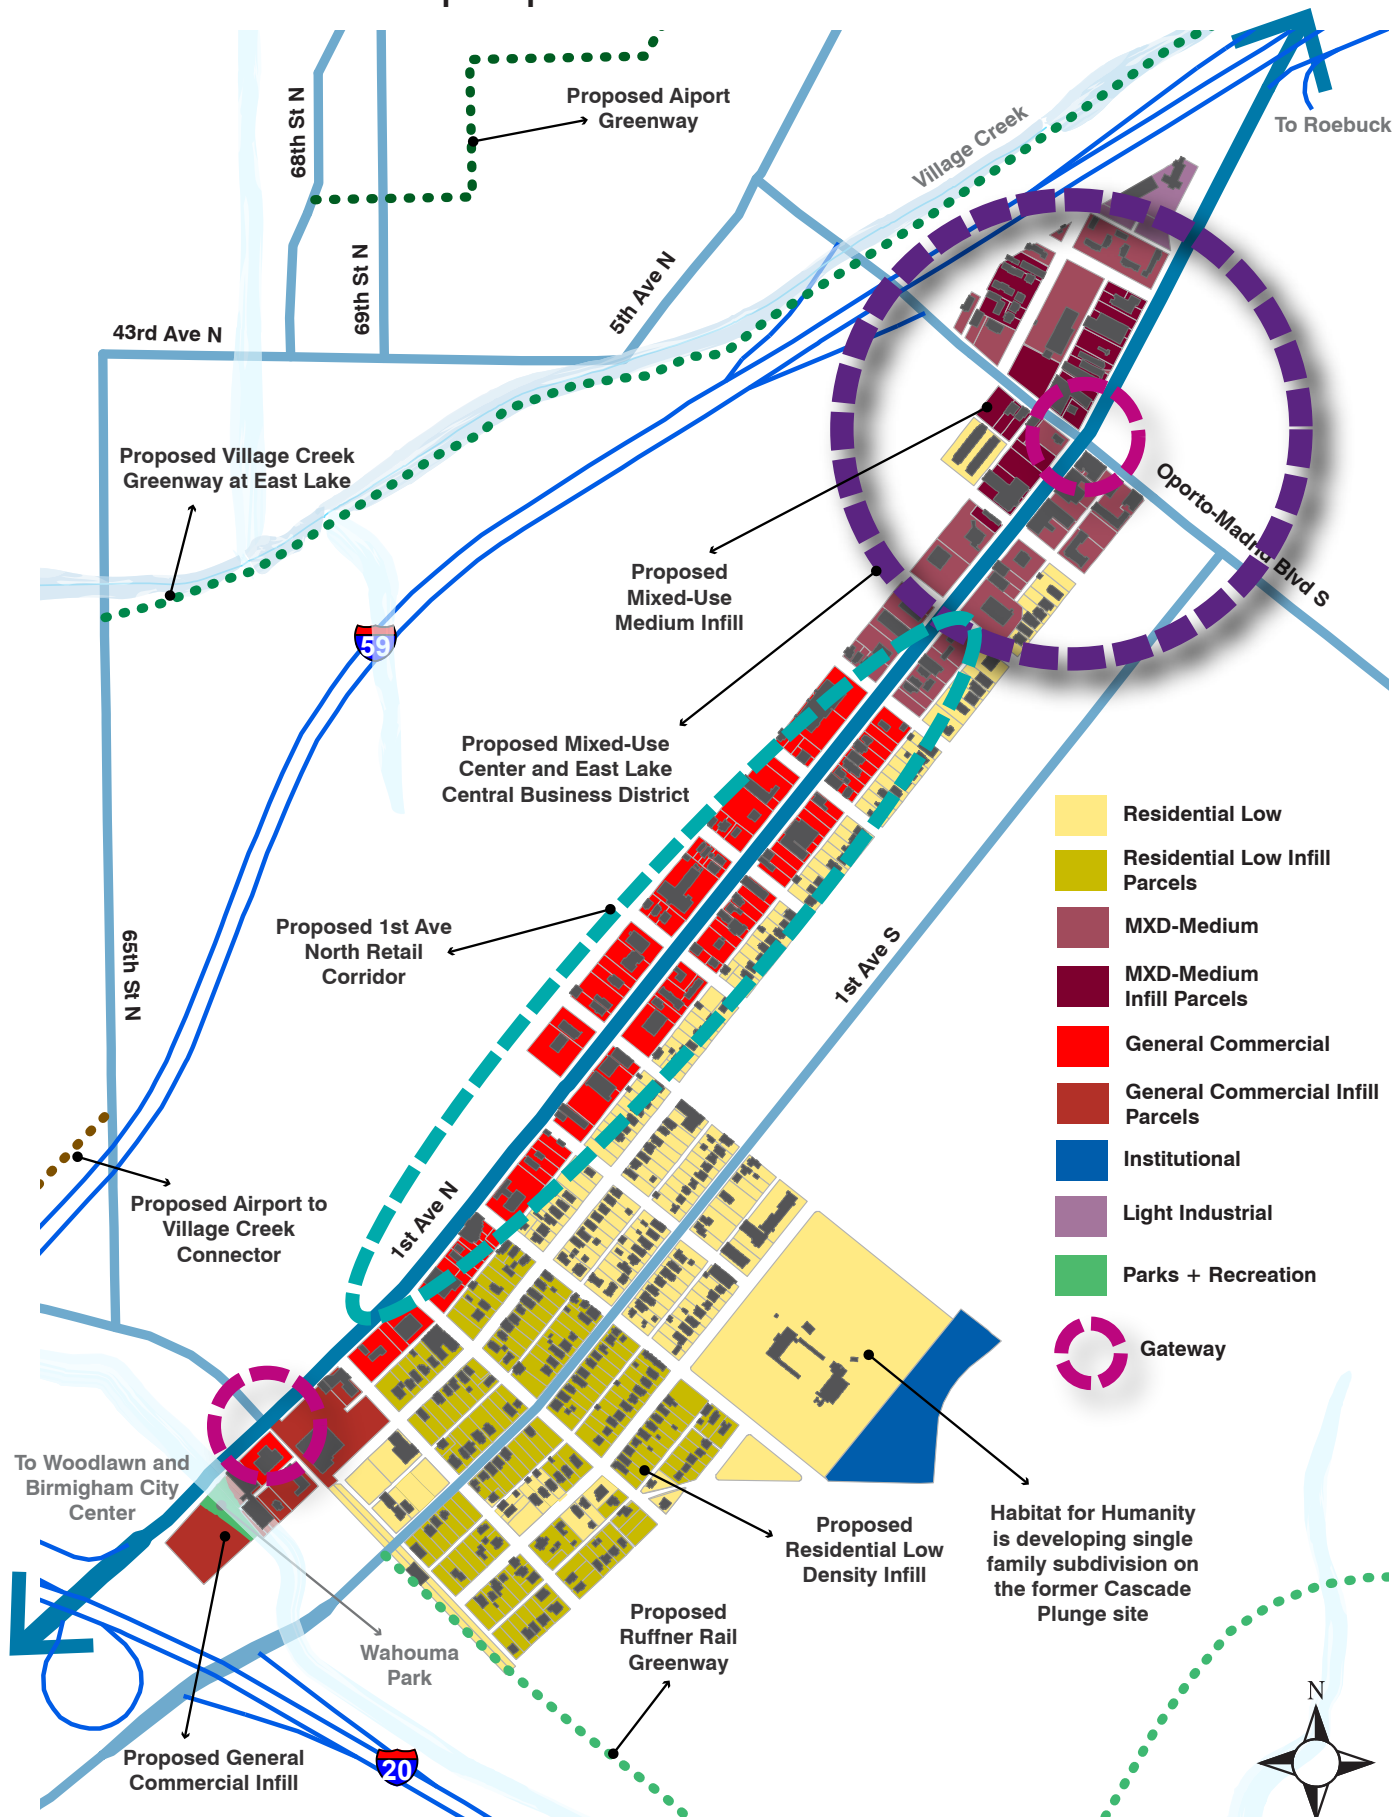 68th St N
Proposed Aiport
Greenway
Village Creek
To Roebuck
69th St N
5th Ave N
43rd Ave N
Proposed Village Creek
Greenway at East Lake
Oporto-Madrid Blvd S
Proposed
Mixed-Use
Medium Infill
59
Proposed Mixed-Use
Center and East Lake
Central Business District
Residential Low
Residential Low Infill
Parcels
MXD-Medium
MXD-Medium
Infill Parcels
General Commercial
General Commercial Infill
Parcels
Institutional
Light Industrial
Parks + Recreation
Gateway
Proposed 1st Ave
North Retail
Corridor
65th St N
1st Ave S
1st Ave N
Proposed Airport to
Village Creek
Connector
To Woodlawn and
Birmigham City
Center
Habitat for Humanity
is developing single
family subdivision on
the former Cascade
Plunge site
Proposed
Residential Low
Density Infill
Proposed
Ruffner Rail
Greenway
Wahouma
Park
Proposed General
Commercial Infill
20
N